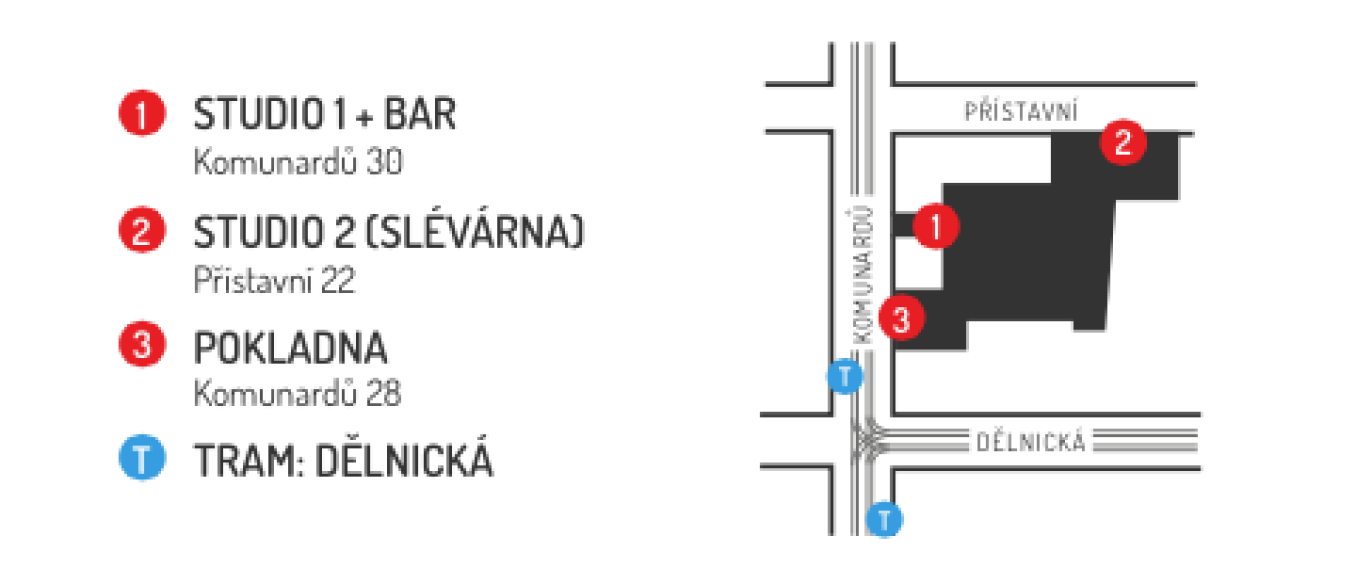 1 STUDIO 1 + BAR
Komunardů 30
2 STUDIO 2 (SLÉVÁRNA)
Přístavní 22
3 POKLADNA
Komunardů 28
T TRAM: DĚLNICKÁ
PŘÍSTAVNÍ
2
1
KOMUNARDŮ
3
T
DĚLNICKÁ
T